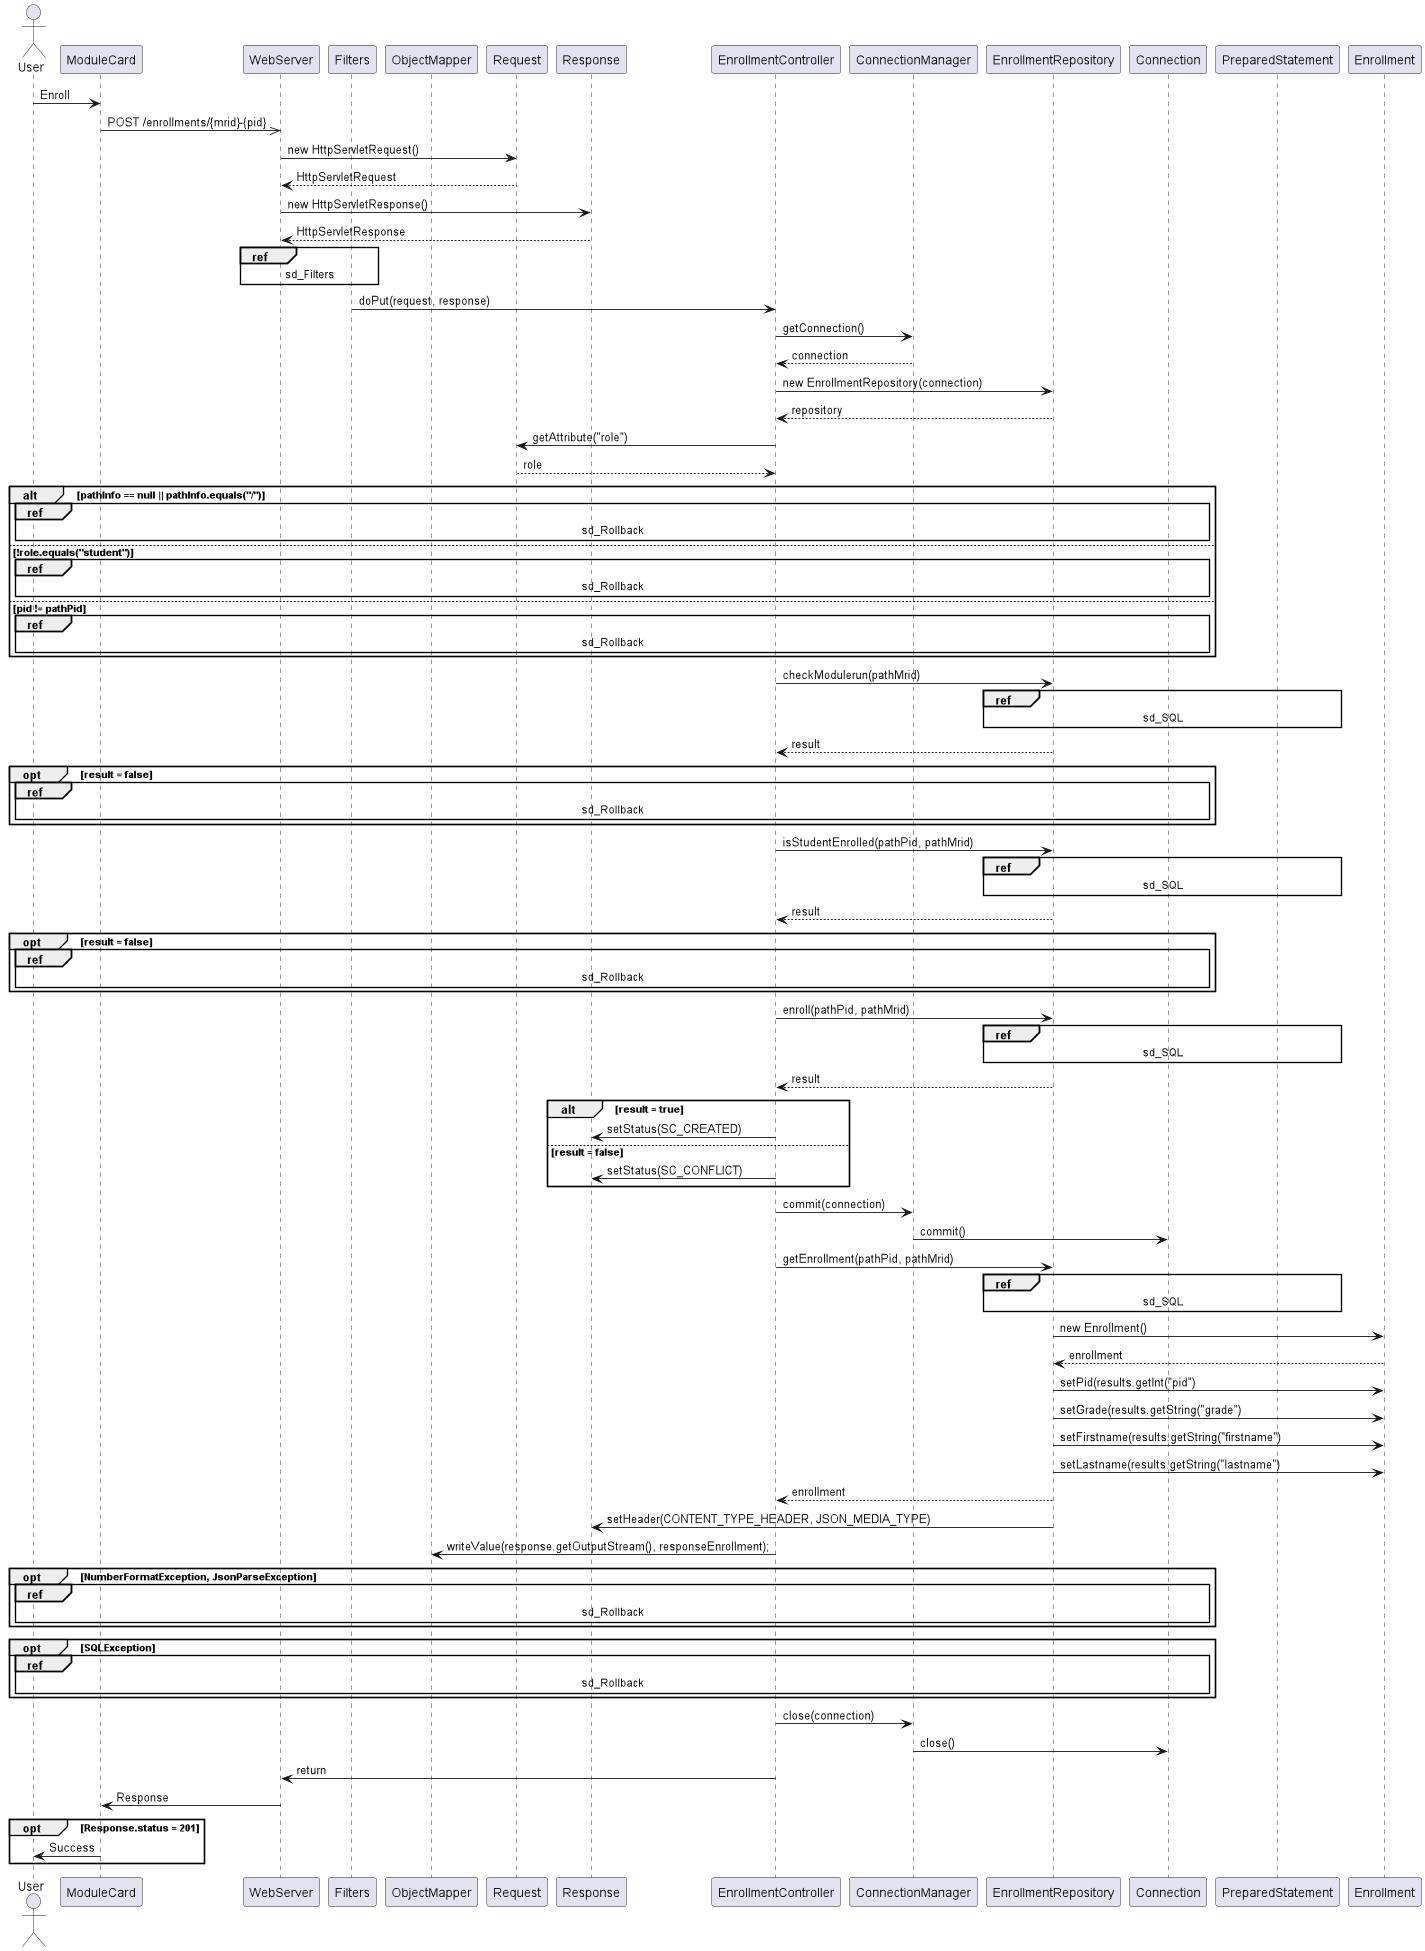 User
ModuleCard
WebServer
Filters
ObjectMapper
Request
Response
EnrollmentController
ConnectionManager
EnrollmentRepository
Connection
PreparedStatement
Enrollment
Enroll
POST /enrollments/{mrid}-{pid}
new HttpServletRequest()
HttpServletRequest
new HttpServletResponse()
HttpServletResponse
ref
sd_Filters
doPut(request, response)
getConnection()
connection
new EnrollmentRepository(connection)
repository
getAttribute("role")
role
alt [pathInfo == null || pathInfo.equals("/")]
ref
sd_Rollback
[!role.equals("student")]
ref
sd_Rollback
[pid != pathPid]
ref
sd_Rollback
checkModulerun(pathMrid)
ref
sd_SQL
result
opt [result = false]
ref
sd_Rollback
isStudentEnrolled(pathPid, pathMrid)
ref
sd_SQL
result
opt [result = false]
ref
sd_Rollback
enroll(pathPid, pathMrid)
ref
sd_SQL
result
alt [result = true]
setStatus(SC_CREATED)
[result = false]
setStatus(SC_CONFLICT)
commit(connection)
commit()
getEnrollment(pathPid, pathMrid)
ref
sd_SQL
new Enrollment()
enrollment
setPid(results.getInt("pid")
setGrade(results.getString("grade")
setFirstname(results.getString("firstname")
setLastname(results.getString("lastname")
enrollment
setHeader(CONTENT_TYPE_HEADER, JSON_MEDIA_TYPE)
writeValue(response.getOutputStream(), responseEnrollment);
opt [NumberFormatException, JsonParseException]
ref
sd_Rollback
opt [SQLException]
ref
sd_Rollback
close(connection)
close()
return
Response
opt [Response.status = 201]
Success
User
ModuleCard
WebServer
Filters
ObjectMapper
Request
Response
EnrollmentController
ConnectionManager
EnrollmentRepository
Connection
PreparedStatement
Enrollment